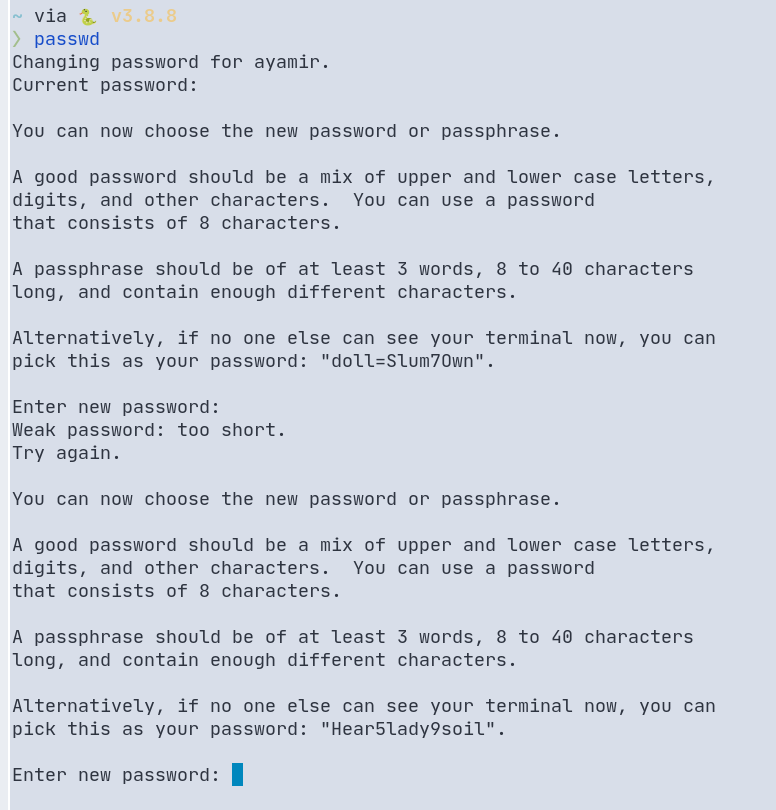 ~ via 🐍 v3.8.8
❯ passwd
Changing password for ayamir.
Current password:
You can now choose the new password or passphrase.
A good password should be a mix of upper and lower case letters,
digits, and other characters.  You can use a password
that consists of 8 characters.
A passphrase should be of at least 3 words, 8 to 40 characters
long, and contain enough different characters.
Alternatively, if no one else can see your terminal now, you can
pick this as your password: "doll=Slum7Own".
Enter new password:
Weak password: too short.
Try again.
You can now choose the new password or passphrase.
A good password should be a mix of upper and lower case letters,
digits, and other characters.  You can use a password
that consists of 8 characters.
A passphrase should be of at least 3 words, 8 to 40 characters
long, and contain enough different characters.
Alternatively, if no one else can see your terminal now, you can
pick this as your password: "Hear5lady9soil".
Enter new password: